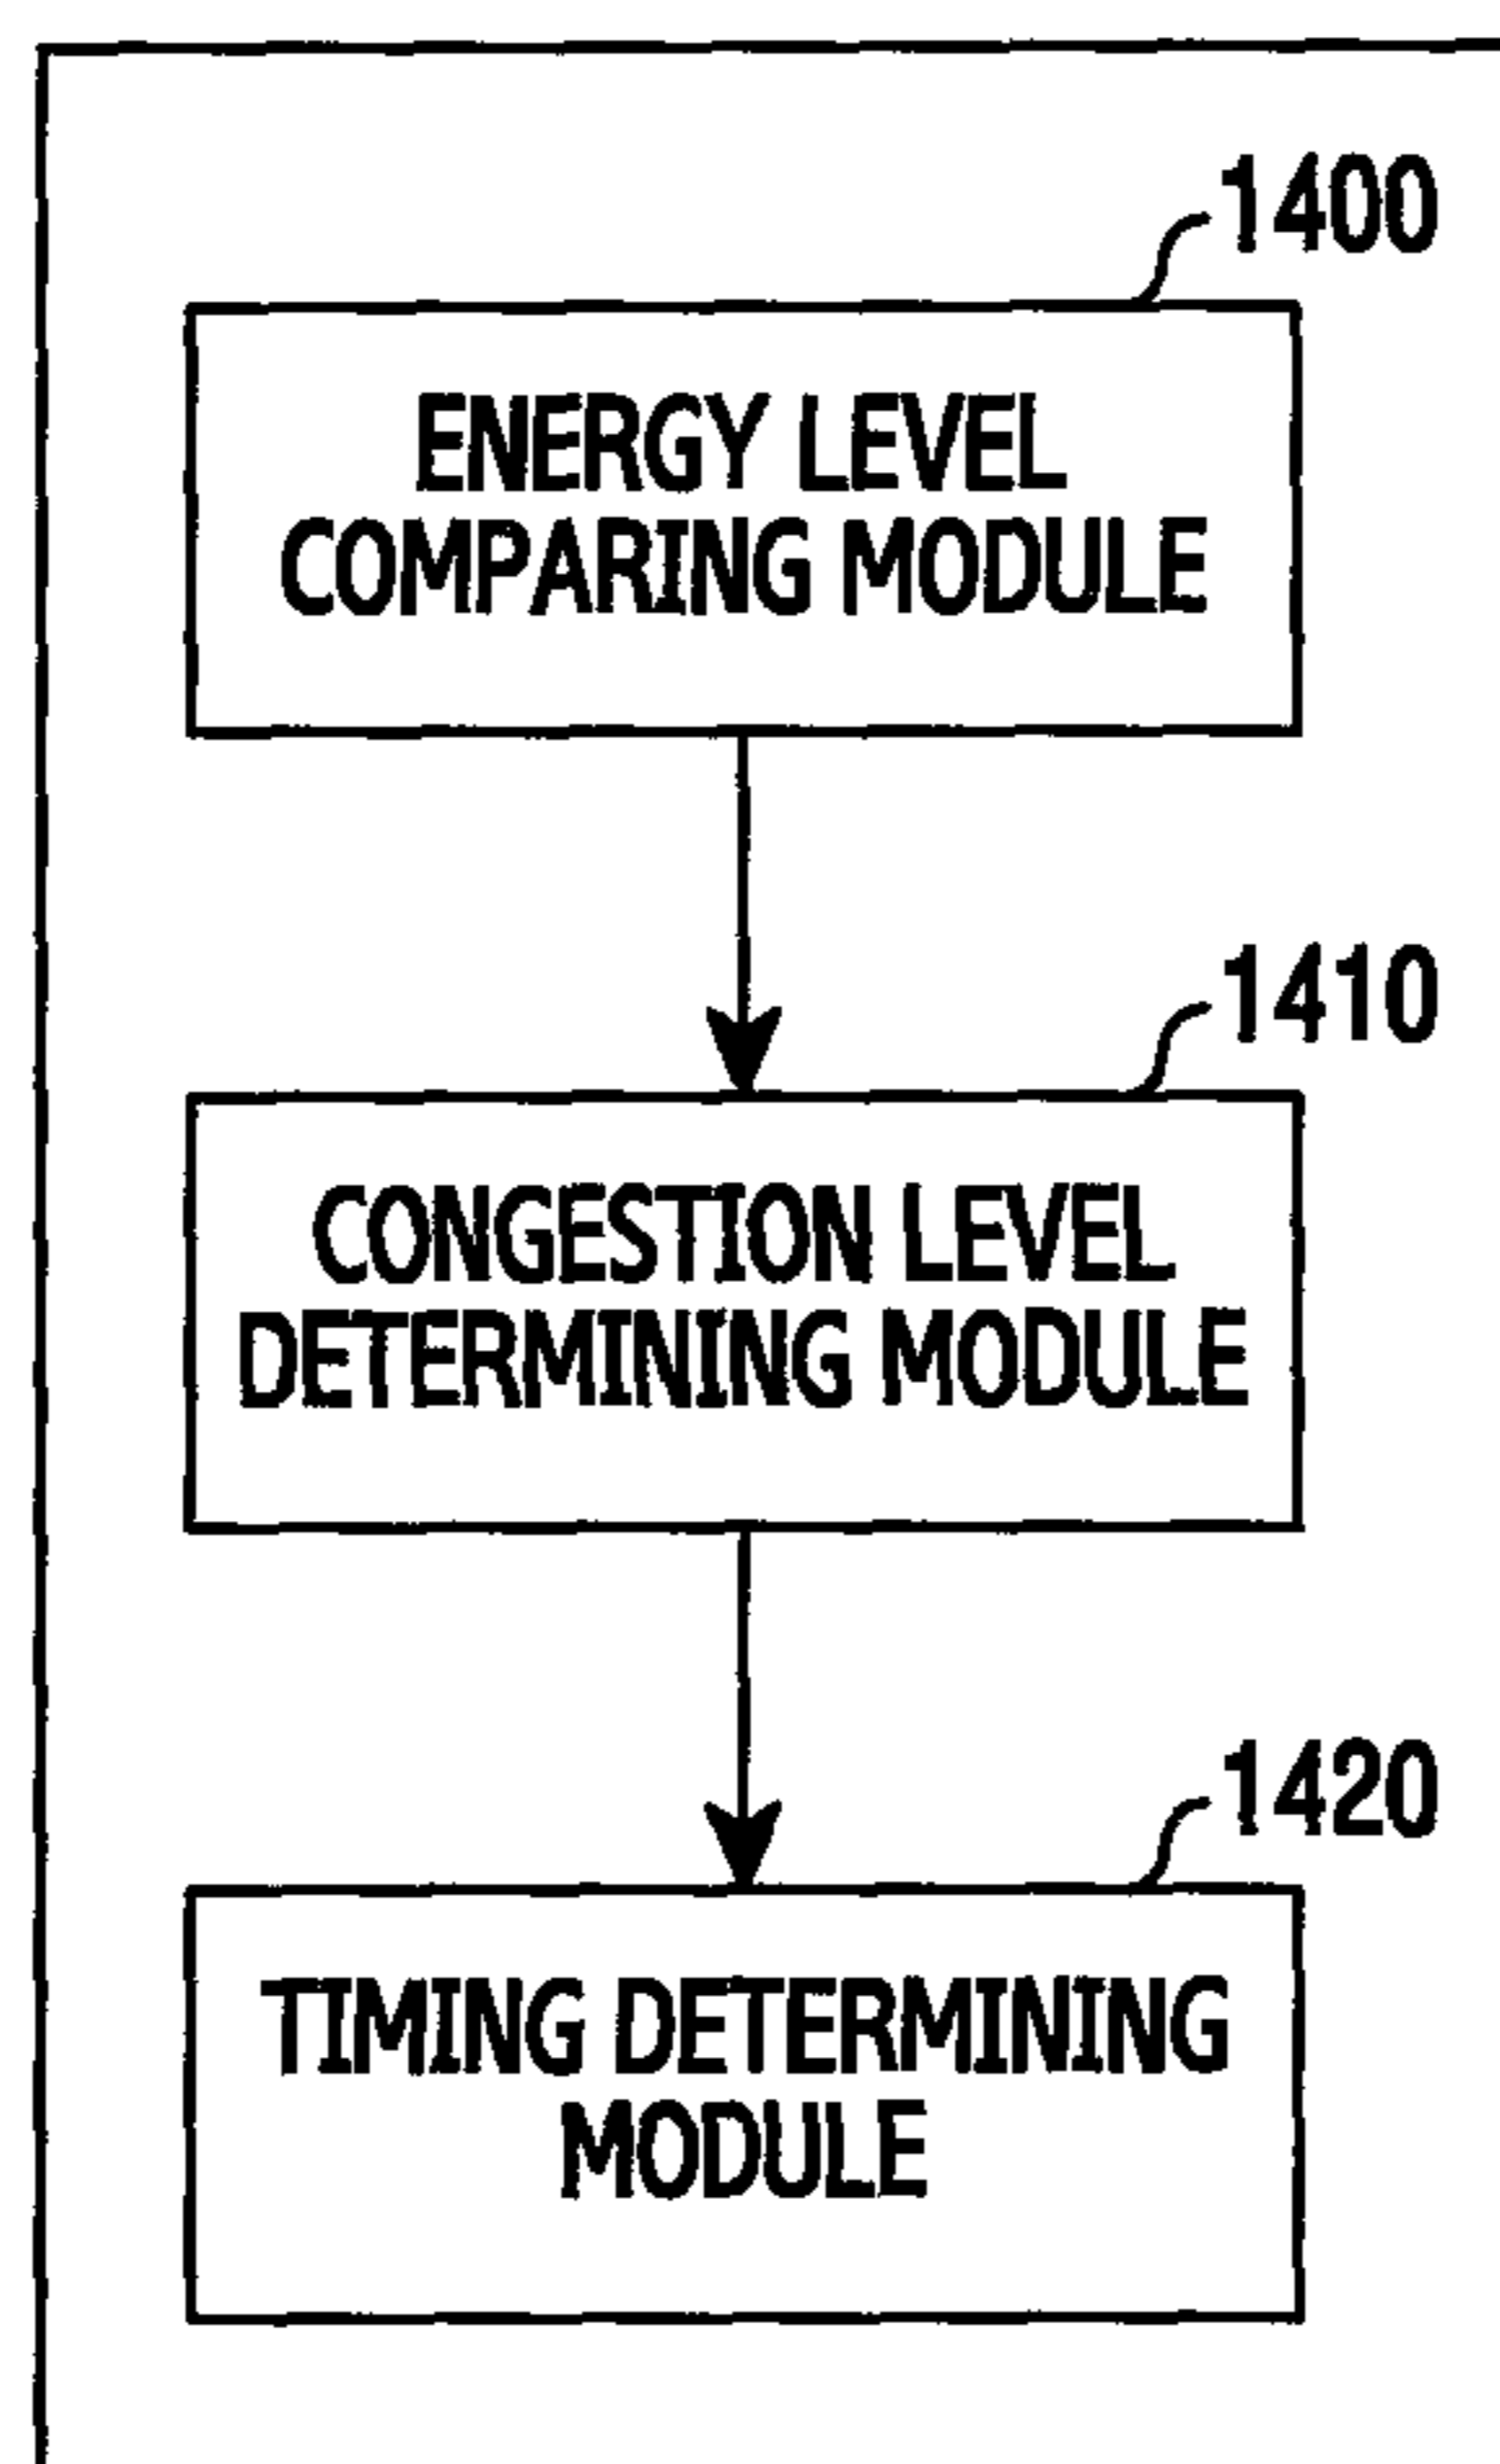 1400
ENERGY LEVEL
COMPARING MODULE
1410
CONGESTION LEVEL
DETERMINING MODULE
1420
TIMING DETERMINING
MODULE